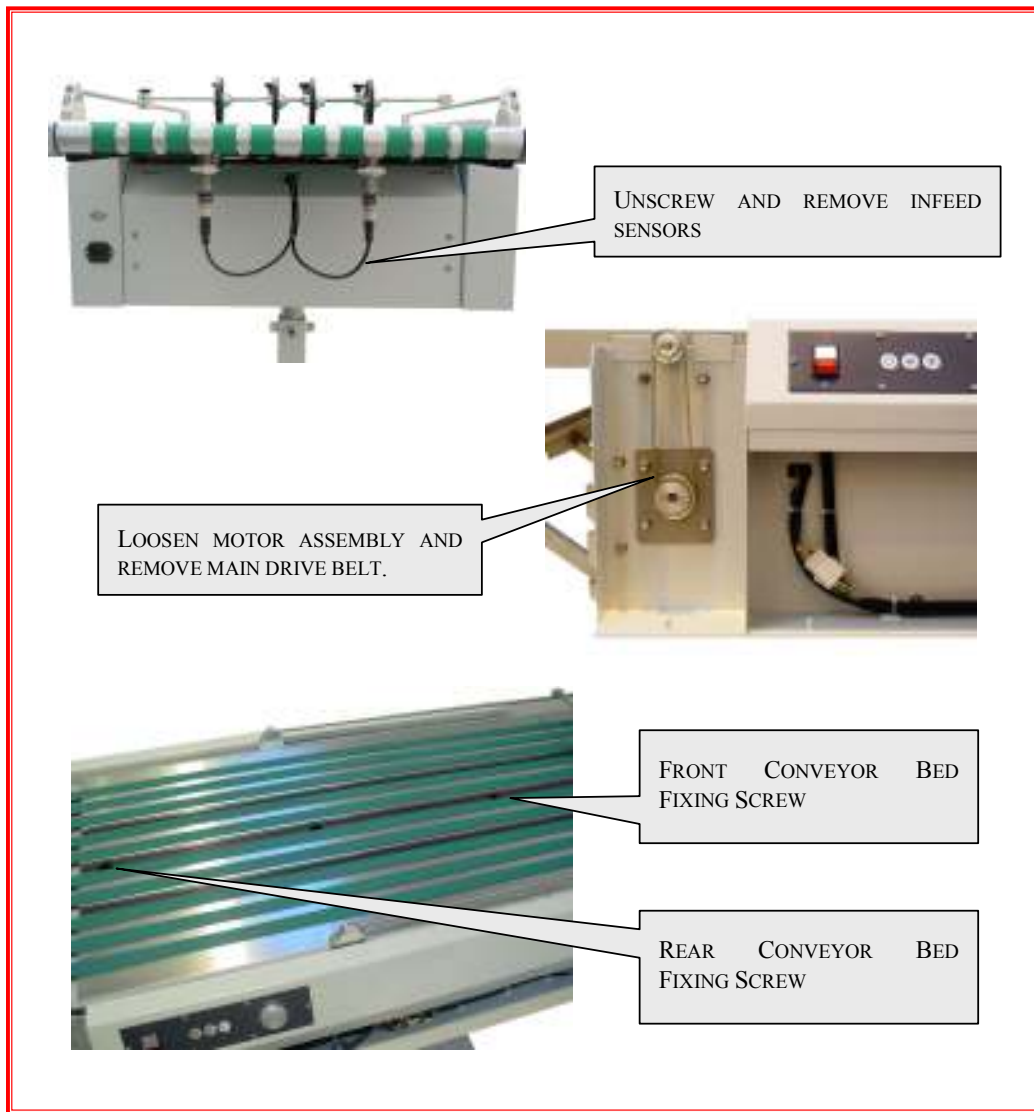 UNSCREW AND REMOVE INFEED
SENSORS
LOOSEN MOTOR ASSEMBLY AND
REMOVE MAIN DRIVE BELT.
FRONT CONVEYOR BED
FIXING SCREW
REAR CONVEYOR BED
FIXING SCREW